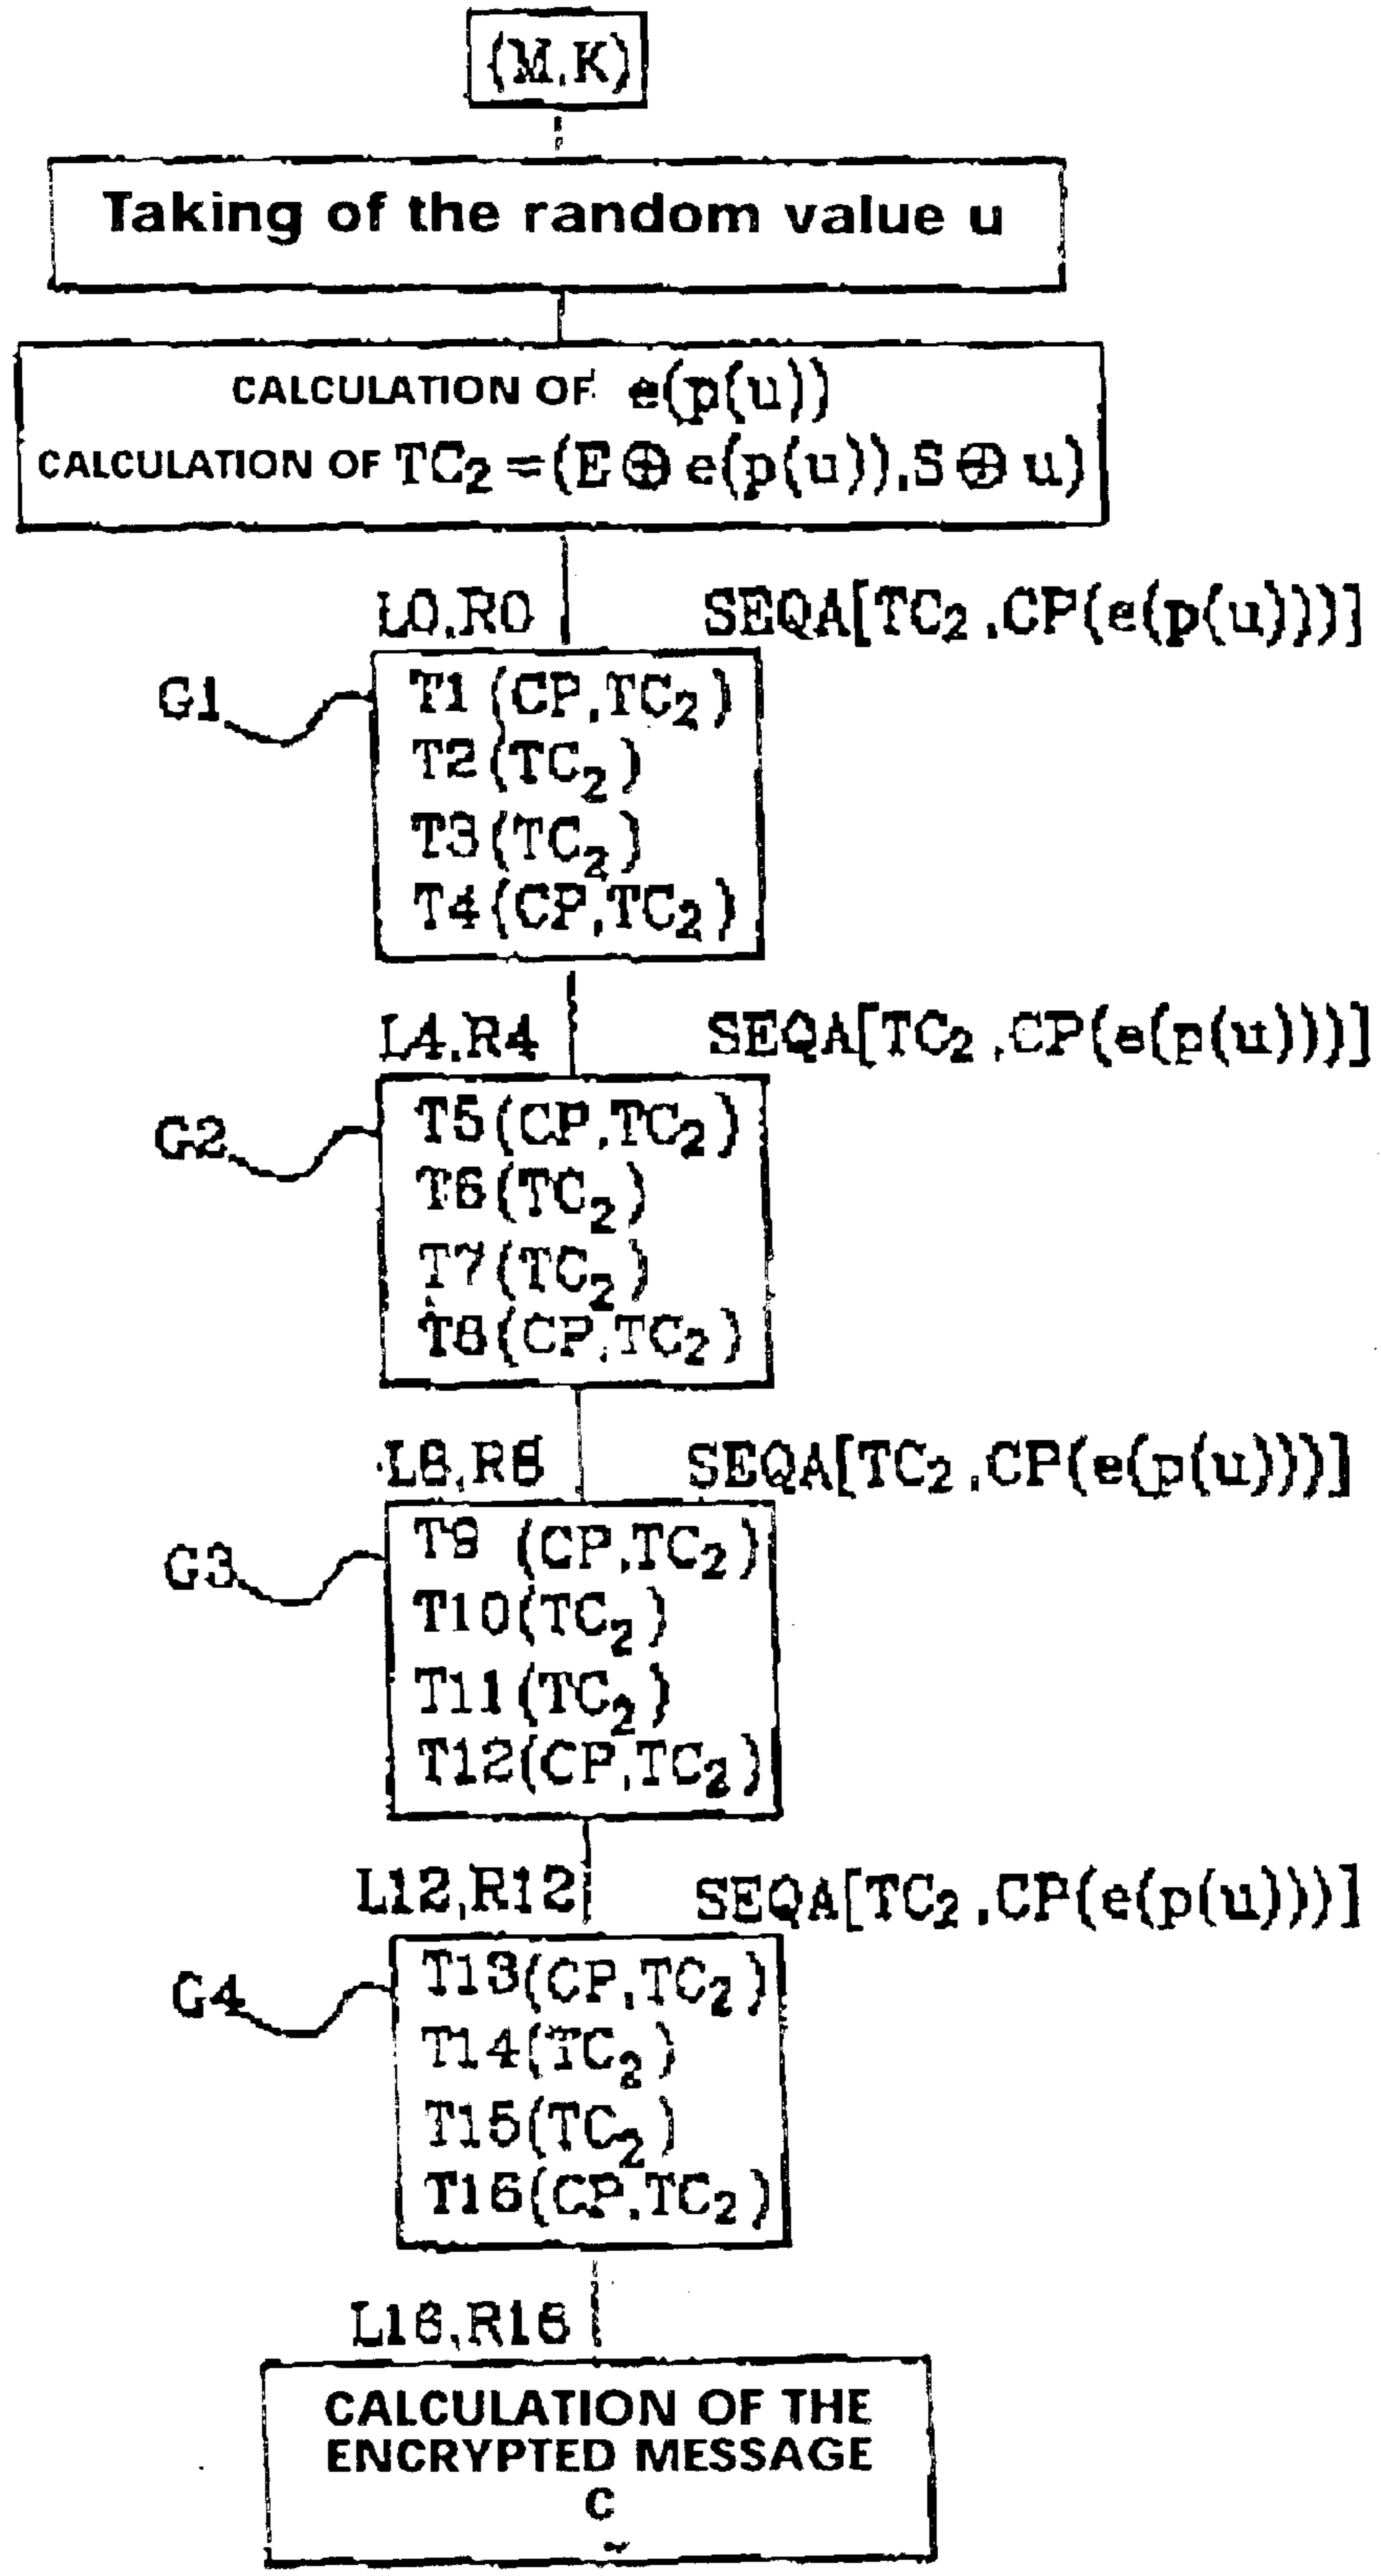 (M,K)
Taking of the random value u
CALCULATION OF e(p(u))
CALCULATION OF TC₂=(E⊕e(p(u)),S⊕u)
L0,R0 SEQA[TC₂,CP(e(p(u)))]
G1
T1 (CP,TC₂)
T2(TC₂)
T3(TC₂)
T4(CP,TC₂)
L4,R4 SEQA[TC₂,CP(e(p(u)))]
G2
T5(CP,TC₂)
T6(TC₂)
T7(TC₂)
T8(CP,TC₂)
L8,R8 SEQA[TC₂,CP(e(p(u)))]
G3
T9 (CP,TC₂)
T10(TC₂)
T11(TC₂)
T12(CP,TC₂)
L12,R12 SEQA[TC₂,CP(e(p(u)))]
G4
T13(CP,TC₂)
T14(TC₂)
T15(TC₂)
T16(CP,TC₂)
L16,R16
CALCULATION OF THE
ENCRYPTED MESSAGE
C